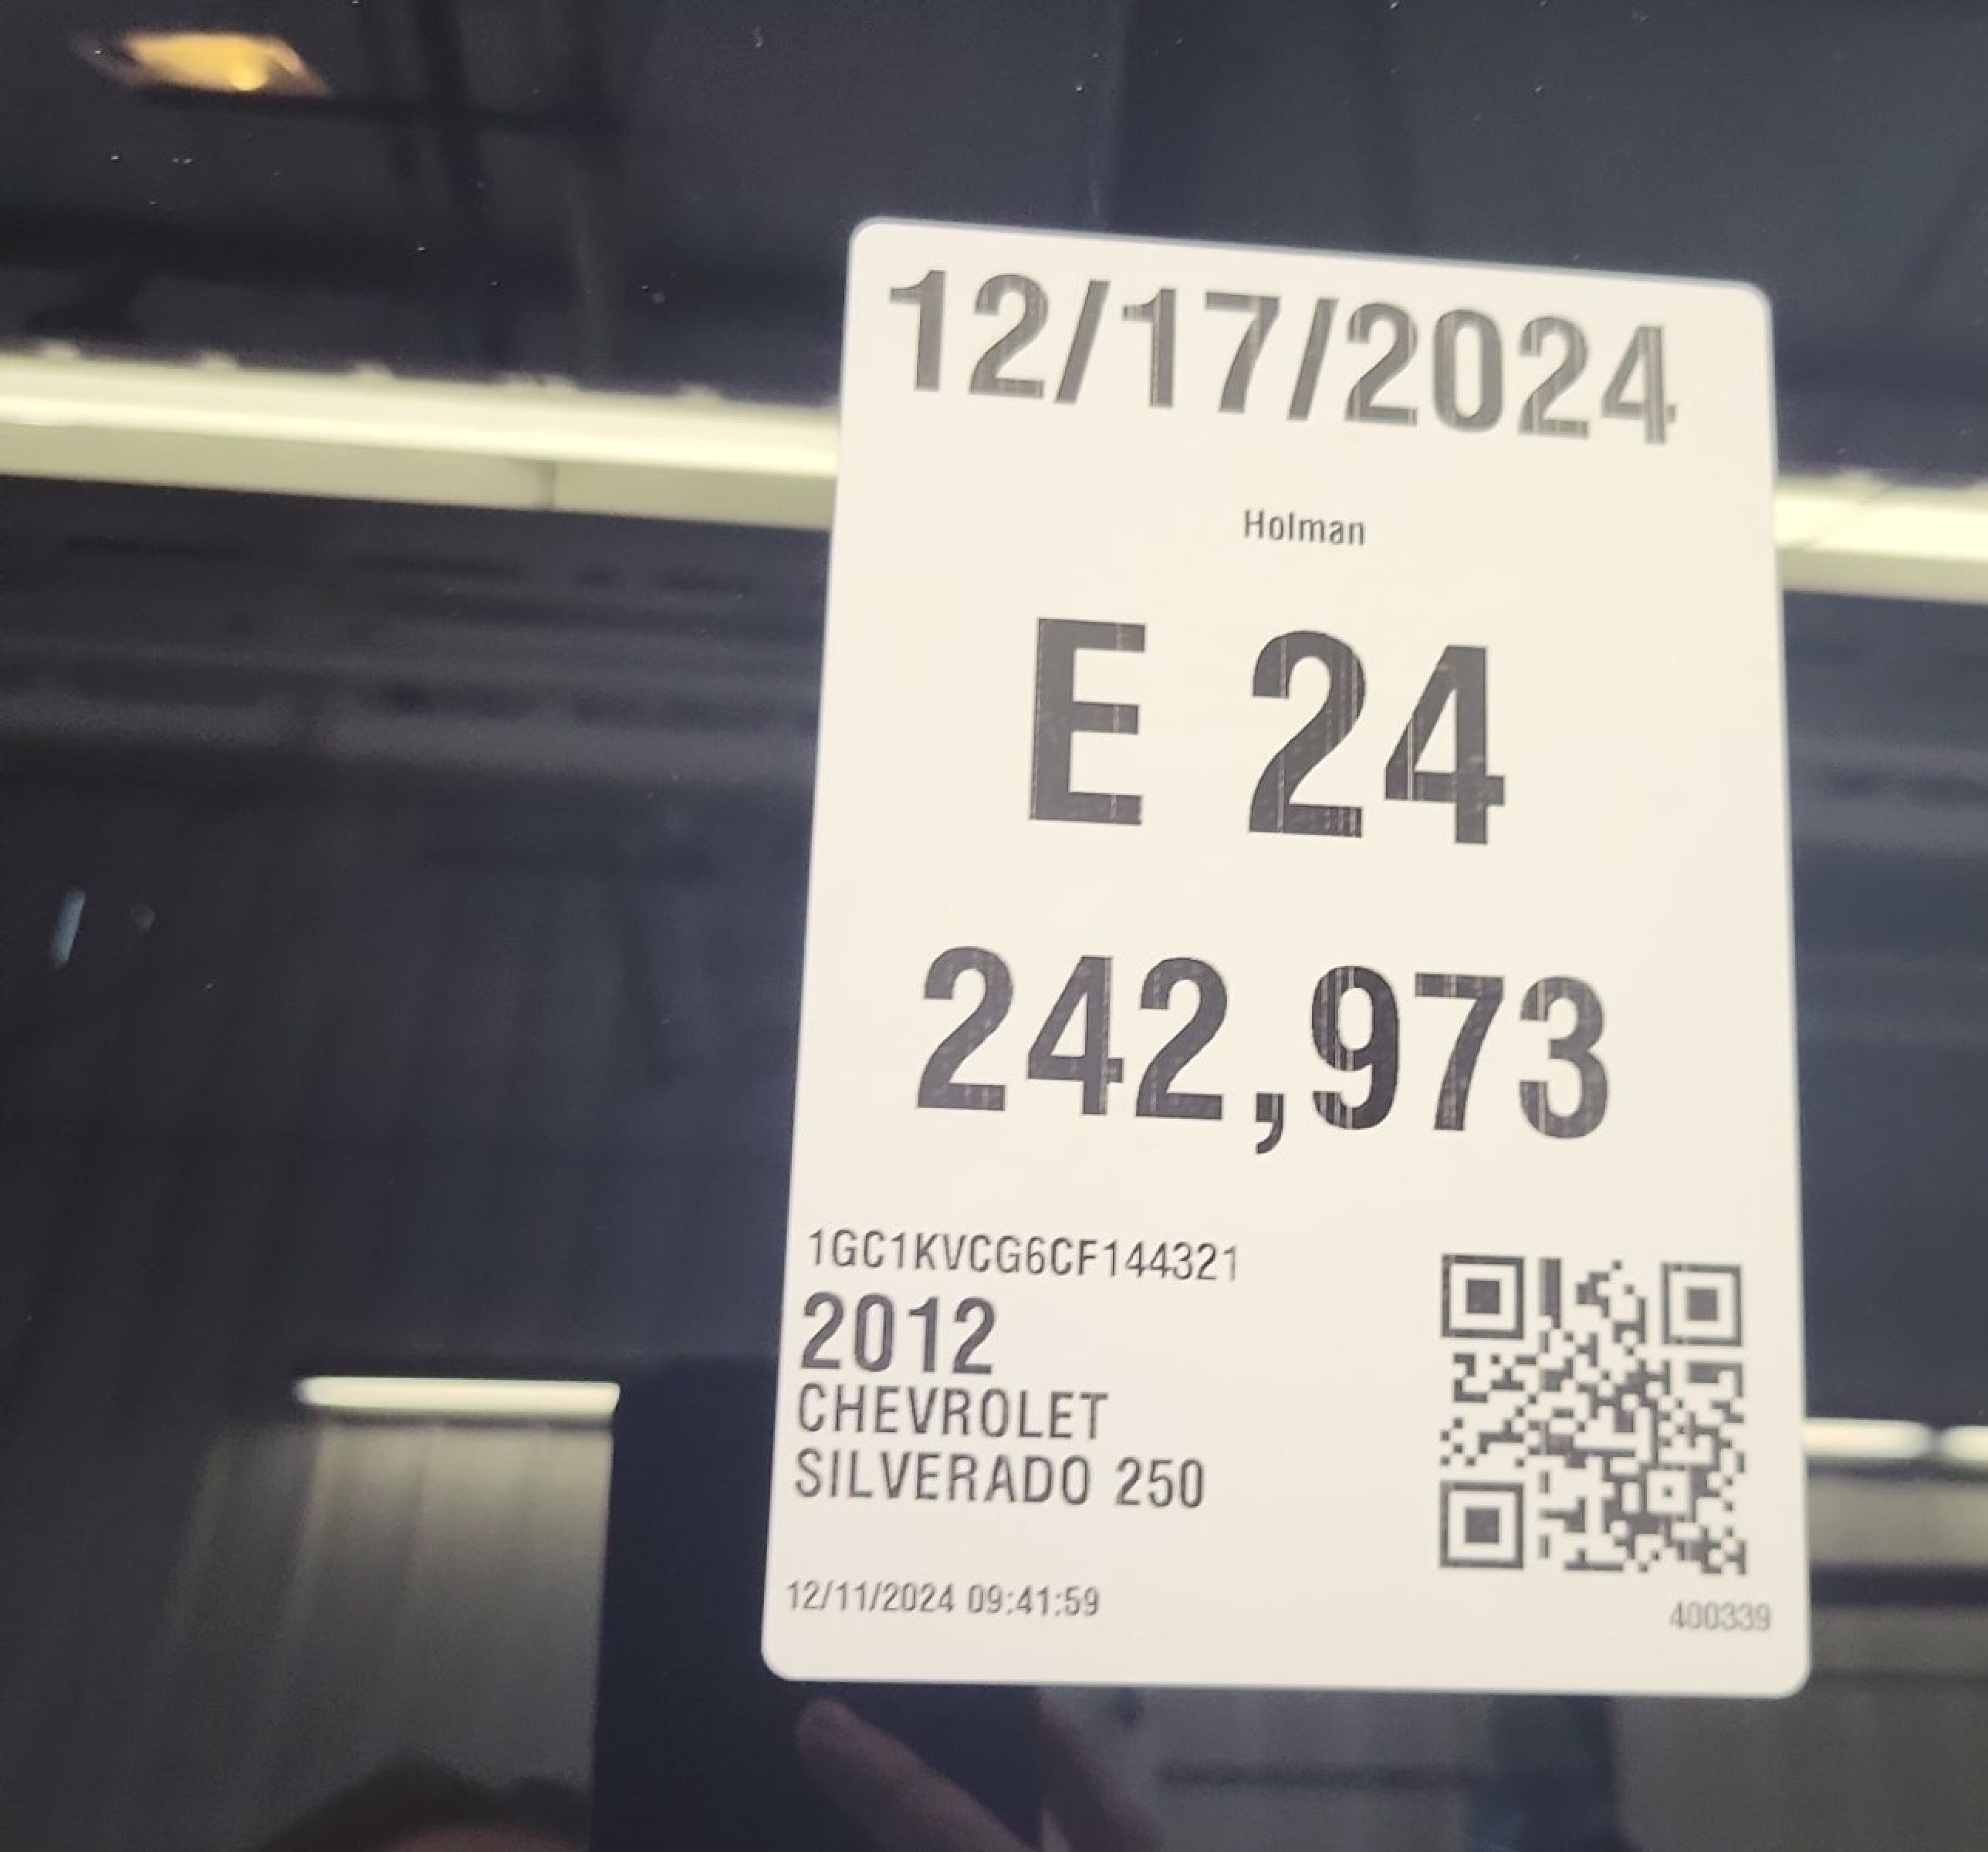 12/17/2024
Holman
E 24
242,973
1GC1KVCG6CF144321
2012
CHEVROLET
SILVERADO 250
12/11/2024 09:41:59
400339